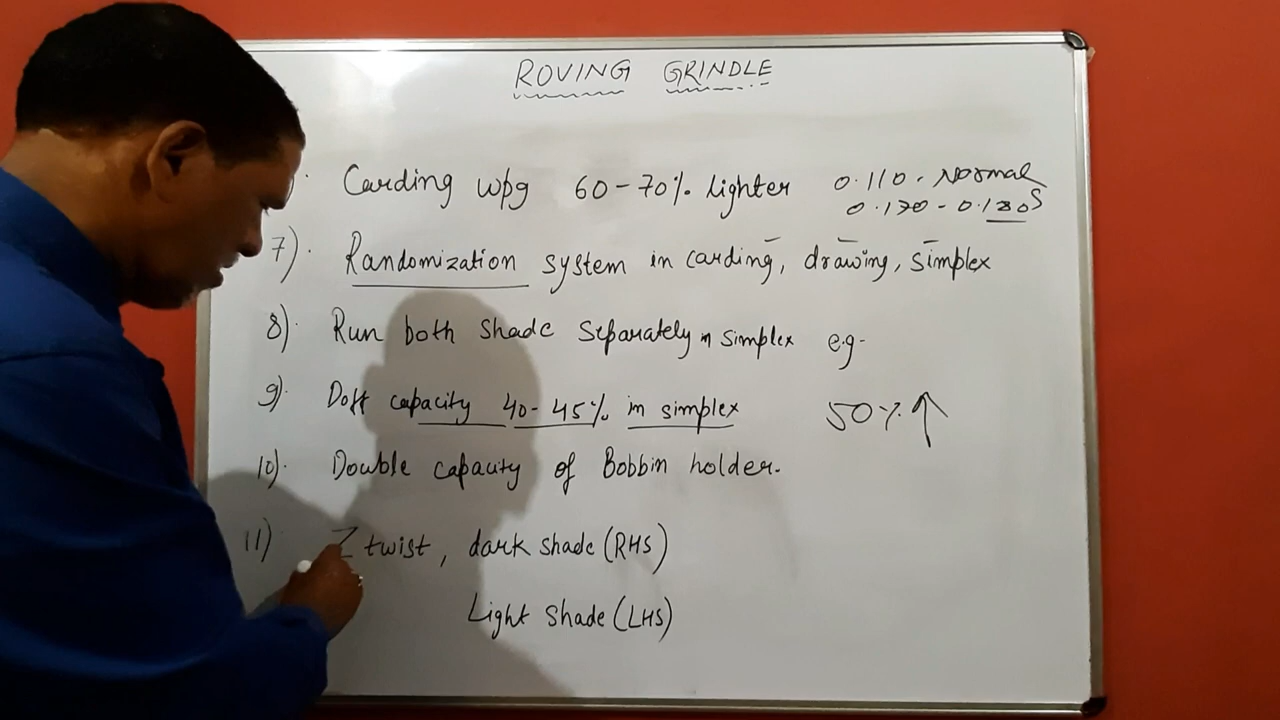 ROVING GRINDLE
). Carding wpg 60-70% lighter 0.110. Normal
0.170-0.180S
7). Randomization system in carding, drawing, simplex
8). Run both shade separately in simplex e.g-
9). Doff capacity 40-45% in simplex 50% ↑
10). Double capacity of Bobbin holder.
11) Z twist, dark shade (RHS)
Light shade (LHS)